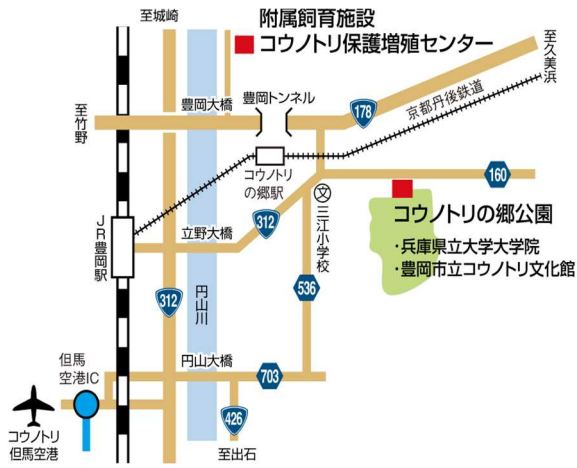 至城崎
附属飼育施設
コウノトリ保護増殖センター
至久美浜
至竹野
豊岡大橋
豊岡トンネル
178
京都丹後鉄道
コウノトリ
の郷駅
160
文
三江小学校
コウノトリの郷公園
・兵庫県立大学大学院
・豊岡市立コウノトリ文化館
JR豊岡駅
立野大橋
312
312
円山川
536
但馬
空港IC
円山大橋
703
コウノトリ
但馬空港
426
至出石